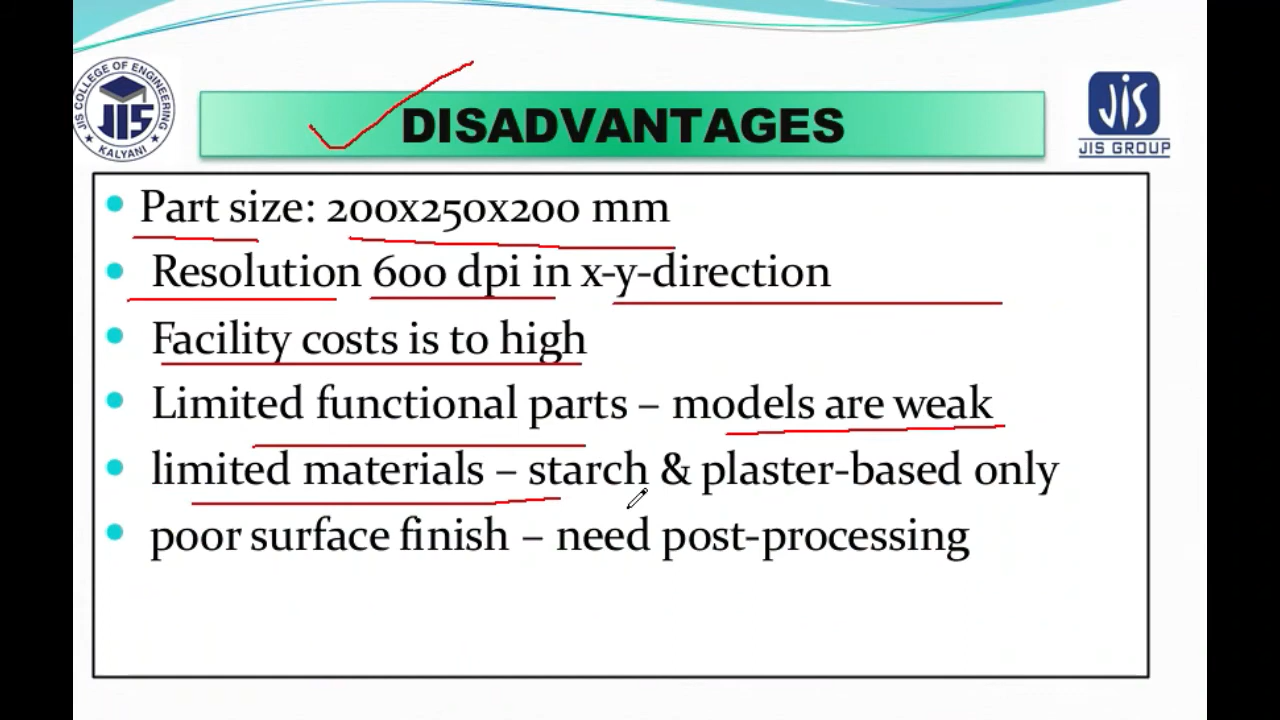 JIS COLLEGE OF ENGINEERING
JIS
KALYANI
DISADVANTAGES
JIS
JIS GROUP
Part size: 200x250x200 mm
Resolution 600 dpi in x-y-direction
Facility costs is to high
Limited functional parts – models are weak
limited materials – starch & plaster-based only
poor surface finish – need post-processing